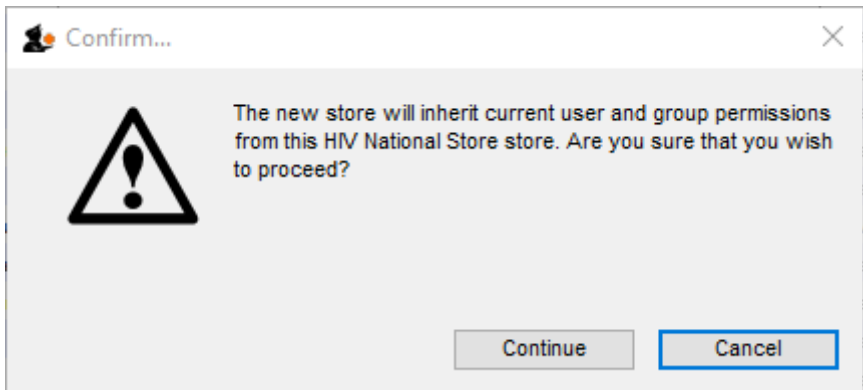 Confirm...
The new store will inherit current user and group permissions
from this HIV National Store store. Are you sure that you wish
to proceed?
Continue
Cancel